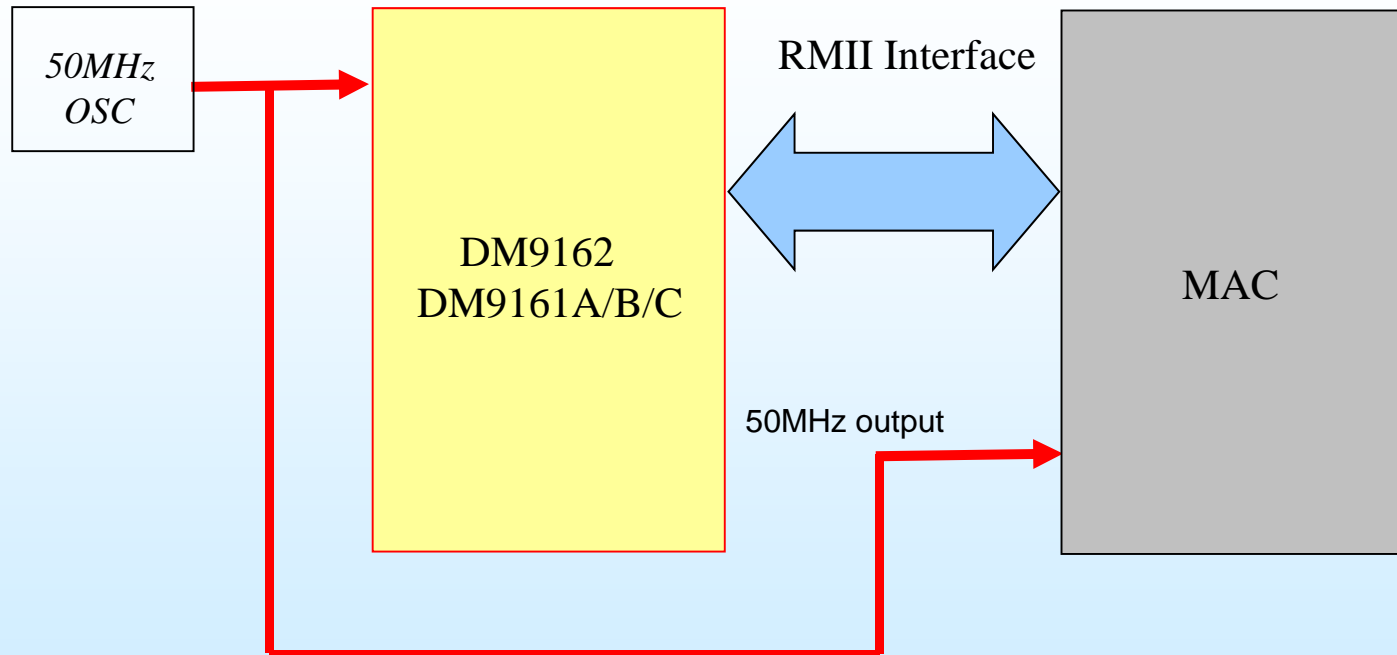 50MHz
OSC
RMII Interface
DM9162
DM9161A/B/C
MAC
50MHz output